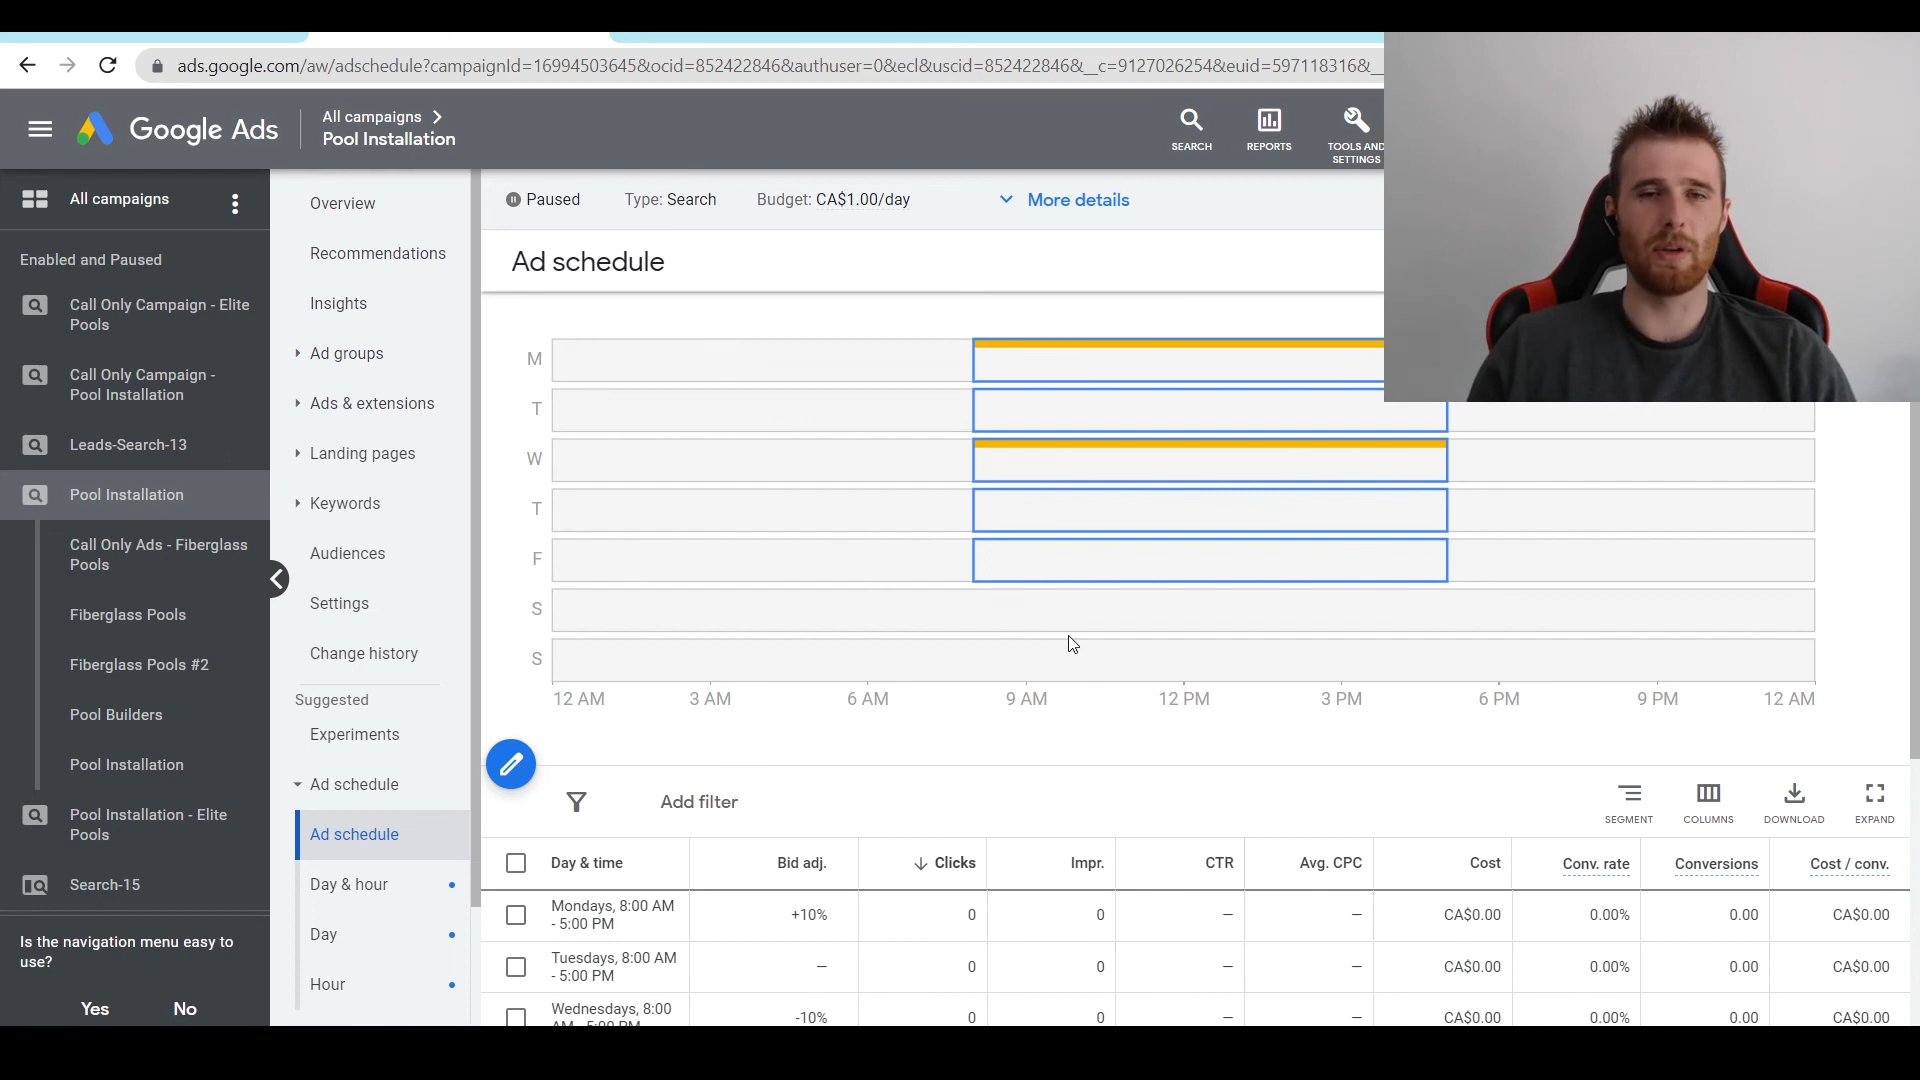 ads.google.com/aw/adschedule?campaignId=16994503645&ocid=852422846&authuser=0&ecl&uscid=852422846&__c=9127026254&euid=597118316&__
Google Ads
All campaigns
Pool Installation
SEARCH
REPORTS
TOOLS AND
SETTINGS
All campaigns
Enabled and Paused
Call Only Campaign - Elite
Pools
Call Only Campaign -
Pool Installation
Leads-Search-13
Pool Installation
Call Only Ads - Fiberglass
Pools
Fiberglass Pools
Fiberglass Pools #2
Pool Builders
Pool Installation
Pool Installation - Elite
Pools
Search-15
Is the navigation menu easy to
use?
Yes No
Overview
Recommendations
Insights
Ad groups
Ads & extensions
Landing pages
Keywords
Audiences
Settings
Change history
Suggested
Experiments
Ad schedule
Ad schedule
Day & hour
Day
Hour
Paused Type: Search Budget: CA$1.00/day More details
Ad schedule
M
T
W
T
F
S
S
12 AM 3 AM 6 AM 9 AM 12 PM 3 PM 6 PM 9 PM 12 AM
Add filter
SEGMENT COLUMNS DOWNLOAD EXPAND
Day & time Bid adj. Clicks Impr. CTR Avg. CPC Cost Conv. rate Conversions Cost / conv.
Mondays, 8:00 AM
- 5:00 PM +10% 0 0 — — CA$0.00 0.00% 0.00 CA$0.00
Tuesdays, 8:00 AM
- 5:00 PM — 0 0 — — CA$0.00 0.00% 0.00 CA$0.00
Wednesdays, 8:00
AM - 5:00 PM -10% 0 0 — — CA$0.00 0.00% 0.00 CA$0.00